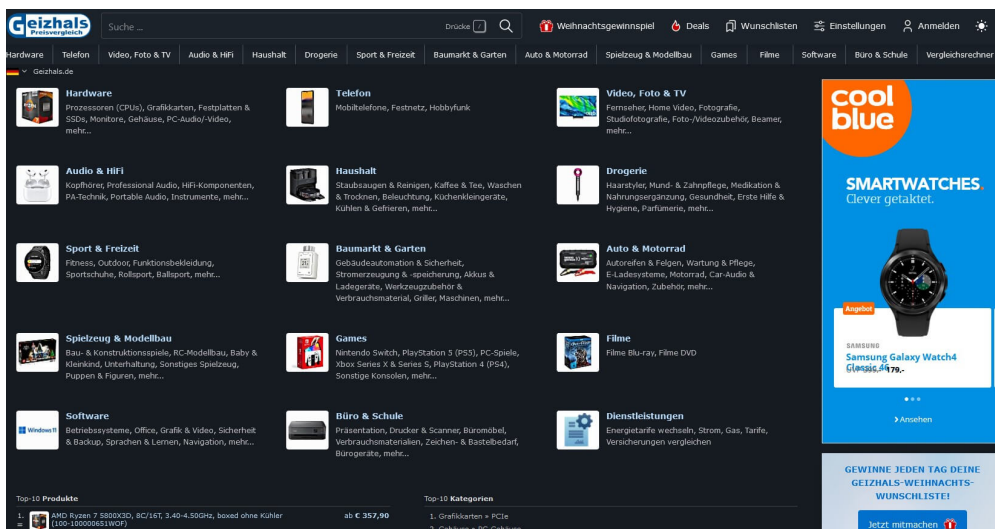 Geizhals
Preisvergleich
Suche ...
Drücke /
Weihnachtsgewinnspiel
Deals
Wunschlisten
Einstellungen
Anmelden
Hardware
Telefon
Video, Foto & TV
Audio & HiFi
Haushalt
Drogerie
Sport & Freizeit
Baumarkt & Garten
Auto & Motorrad
Spielzeug & Modellbau
Games
Filme
Software
Büro & Schule
Vergleichsrechner
Geizhals.de
Hardware
Prozessoren (CPUs), Grafikkarten, Festplatten &
SSDs, Monitore, Gehäuse, PC-Audio/-Video,
mehr...
Telefon
Mobiltelefone, Festnetz, Hobbyfunk
Video, Foto & TV
Fernseher, Home Video, Fotografie,
Studiofotografie, Foto-/Videozubehör, Beamer,
mehr...
Audio & HiFi
Kopfhörer, Professional Audio, HiFi-Komponenten,
PA-Technik, Portable Audio, Instrumente, mehr...
Haushalt
Staubsaugen & Reinigen, Kaffee & Tee, Waschen
& Trocknen, Beleuchtung, Küchenkleingeräte,
Kühlen & Gefrieren, mehr...
Drogerie
Haarstyler, Mund- & Zahnpflege, Medikation &
Nahrungsergänzung, Gesundheit, Erste Hilfe &
Hygiene, Parfümerie, mehr...
Sport & Freizeit
Fitness, Outdoor, Funktionsbekleidung,
Sportschuhe, Rollsport, Ballsport, mehr...
Baumarkt & Garten
Gebäudeautomation & Sicherheit,
Stromerzeugung & -speicherung, Akkus &
Ladegeräte, Werkzeugzubehör &
Verbrauchsmaterial, Griller, Maschinen, mehr...
Auto & Motorrad
Autoreifen & Felgen, Wartung & Pflege,
E-Ladesysteme, Motorrad, Car-Audio &
Navigation, Zubehör, mehr...
Spielzeug & Modellbau
Bau- & Konstruktionsspiele, RC-Modellbau, Baby &
Kleinkind, Unterhaltung, Sonstiges Spielzeug,
Puppen & Figuren, mehr...
Games
Nintendo Switch, PlayStation 5 (PS5), PC-Spiele,
Xbox Series X & Series S, PlayStation 4 (PS4),
Sonstige Konsolen, mehr...
Filme
Filme Blu-ray, Filme DVD
Windows 11
Software
Betriebssysteme, Office, Grafik & Video, Sicherheit
& Backup, Sprachen & Lernen, Navigation, mehr...
Büro & Schule
Präsentation, Drucker & Scanner, Büromöbel,
Verbrauchsmaterialien, Zeichen- & Bastelbedarf,
Bürogeräte, mehr...
Dienstleistungen
Energietarife wechseln, Strom, Gas, Tarife,
Versicherungen vergleichen
Top-10 Produkte
1. AMD Ryzen 7 5800X3D, 8C/16T, 3.40-4.50GHz, boxed ohne Kühler
(100-100000651WOF)
ab € 357,90
Top-10 Kategorien
1. Grafikkarten » PCIe
2. Gehäuse » PC-Gehäuse
cool
blue
SMARTWATCHES.
Clever getaktet.
Angebot
SAMSUNG
Samsung Galaxy Watch4
Classic 46
179,-
Ansehen
GEWINNE JEDEN TAG DEINE
GEIZHALS-WEIHNACHTS-
WUNSCHLISTE!
Jetzt mitmachen